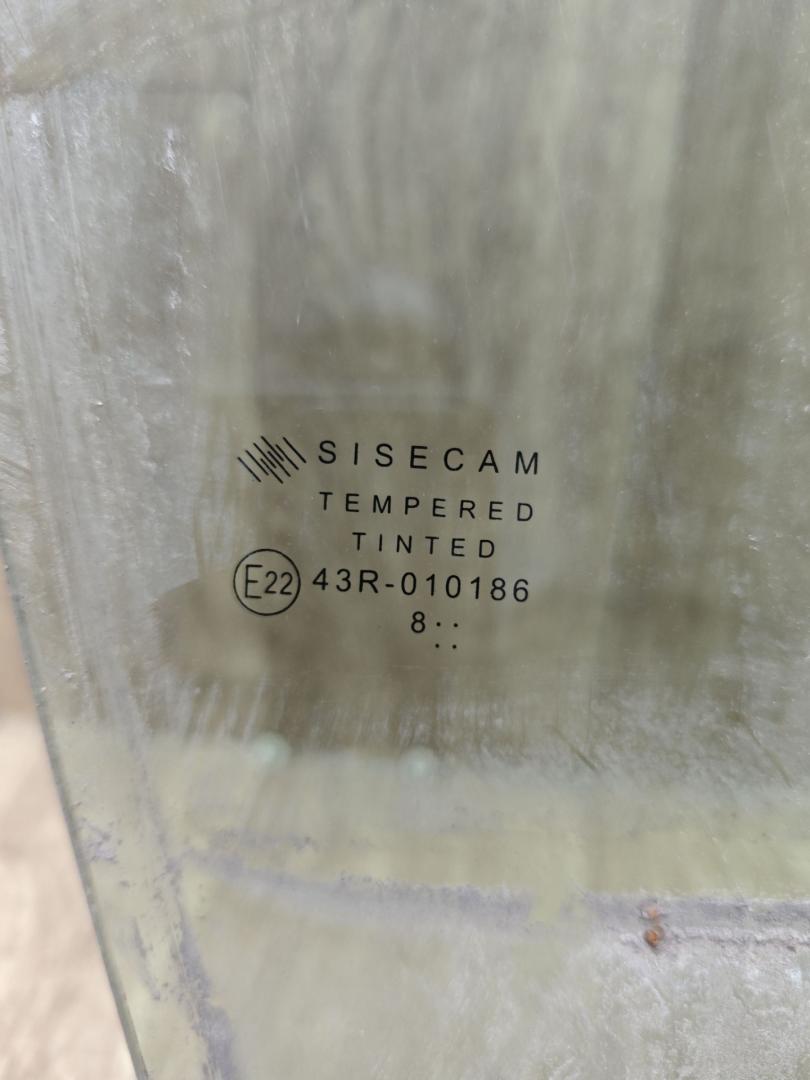 SISECAM
TEMPERED
TINTED
E22 43R-010186
8 : :